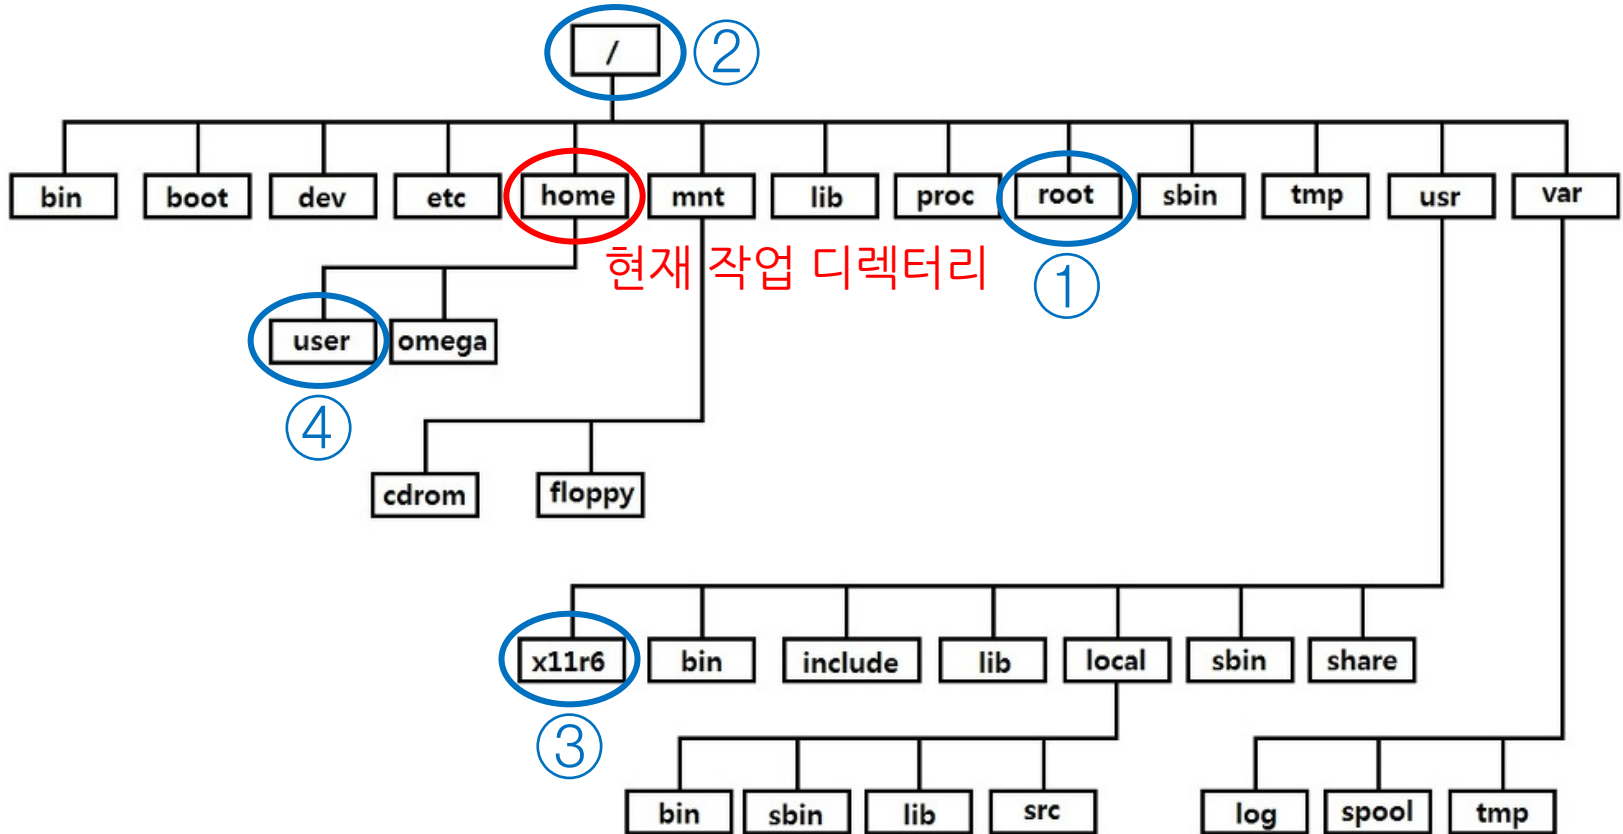 / ②
bin boot dev etc home mnt lib proc root sbin tmp usr var
현재 작업 디렉터리
①
user omega
④
cdrom floppy
x11r6 bin include lib local sbin share
③
bin sbin lib src log spool tmp